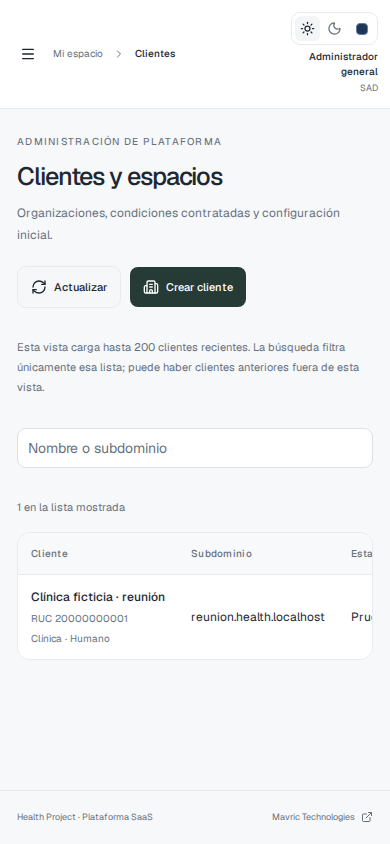 Mi espacio > Clientes
Administrador
general
SAD
ADMINISTRACIÓN DE PLATAFORMA
Clientes y espacios
Organizaciones, condiciones contratadas y configuración
inicial.
Actualizar
Crear cliente
Esta vista carga hasta 200 clientes recientes. La búsqueda filtra
únicamente esa lista; puede haber clientes anteriores fuera de esta
vista.
Nombre o subdominio
1 en la lista mostrada
Cliente Subdominio Esta
Clínica ficticia · reunión
RUC 20000000001
Clínica · Humano
reunion.health.localhost
Pru
Health Project · Plataforma SaaS
Mavric Technologies